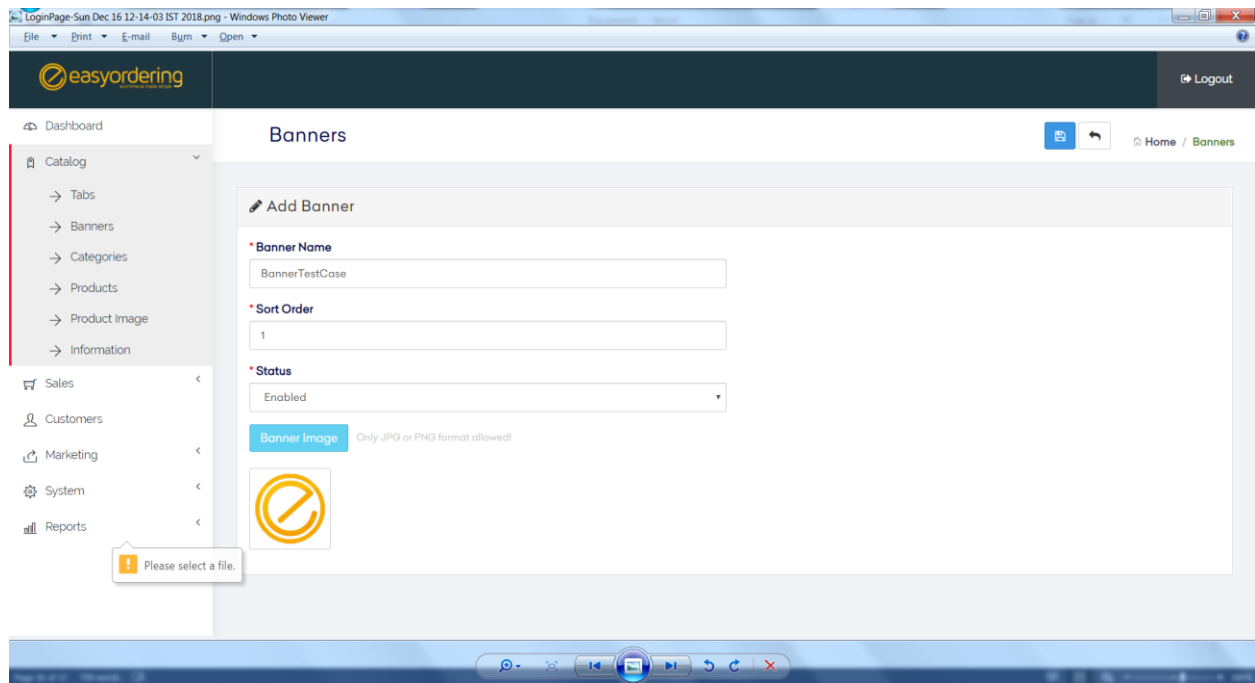 LoginPage-Sun Dec 16 12-14-03 IST 2018.png - Windows Photo Viewer
File Print E-mail Burn Open
easyordering
Logout
Dashboard
Banners
Home / Banners
Catalog
Tabs
Add Banner
Banners
* Banner Name
Categories
BannerTestCase
Products
* Sort Order
Product Image
1
Information
* Status
Sales
Enabled
Customers
Banner Image Only JPG or PNG format allowed!
Marketing
System
Reports
Please select a file.